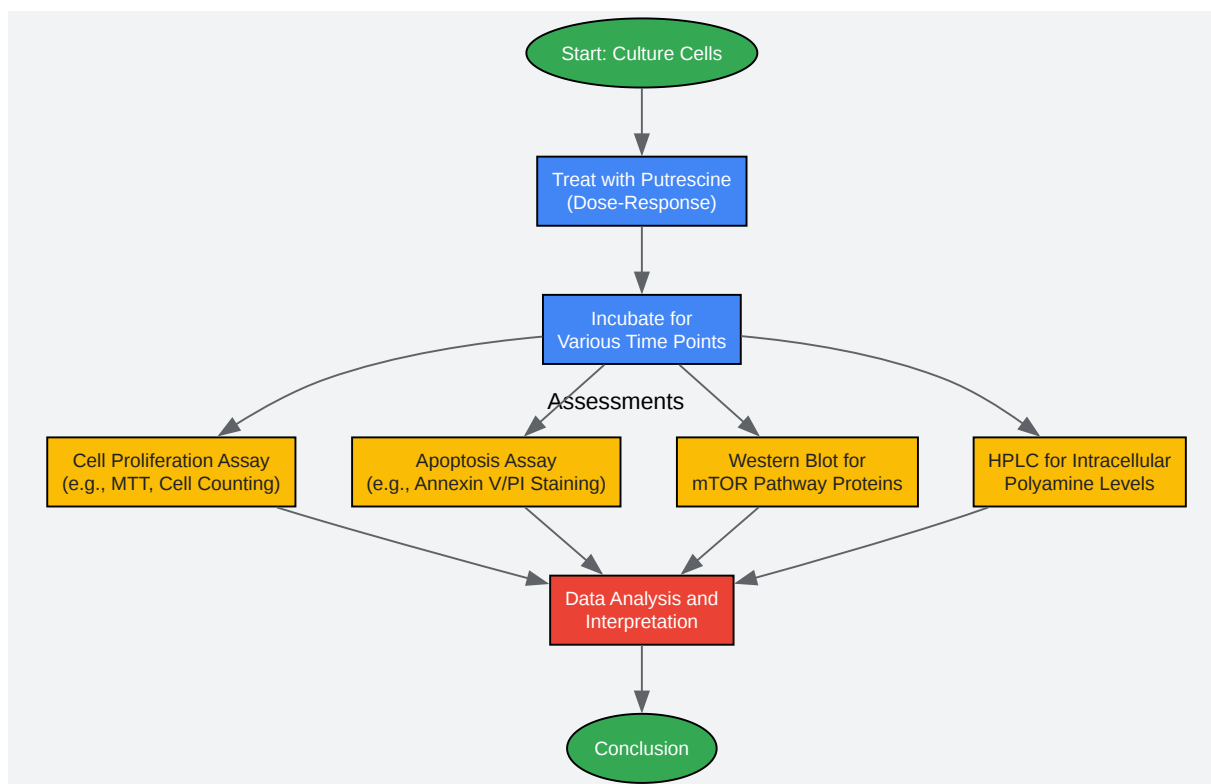 Start: Culture Cells
Treat with Putrescine
(Dose-Response)
Incubate for
Various Time Points
Assessments
Cell Proliferation Assay
(e.g., MTT, Cell Counting)
Apoptosis Assay
(e.g., Annexin V/PI Staining)
Western Blot for
mTOR Pathway Proteins
HPLC for Intracellular
Polyamine Levels
Data Analysis and
Interpretation
Conclusion